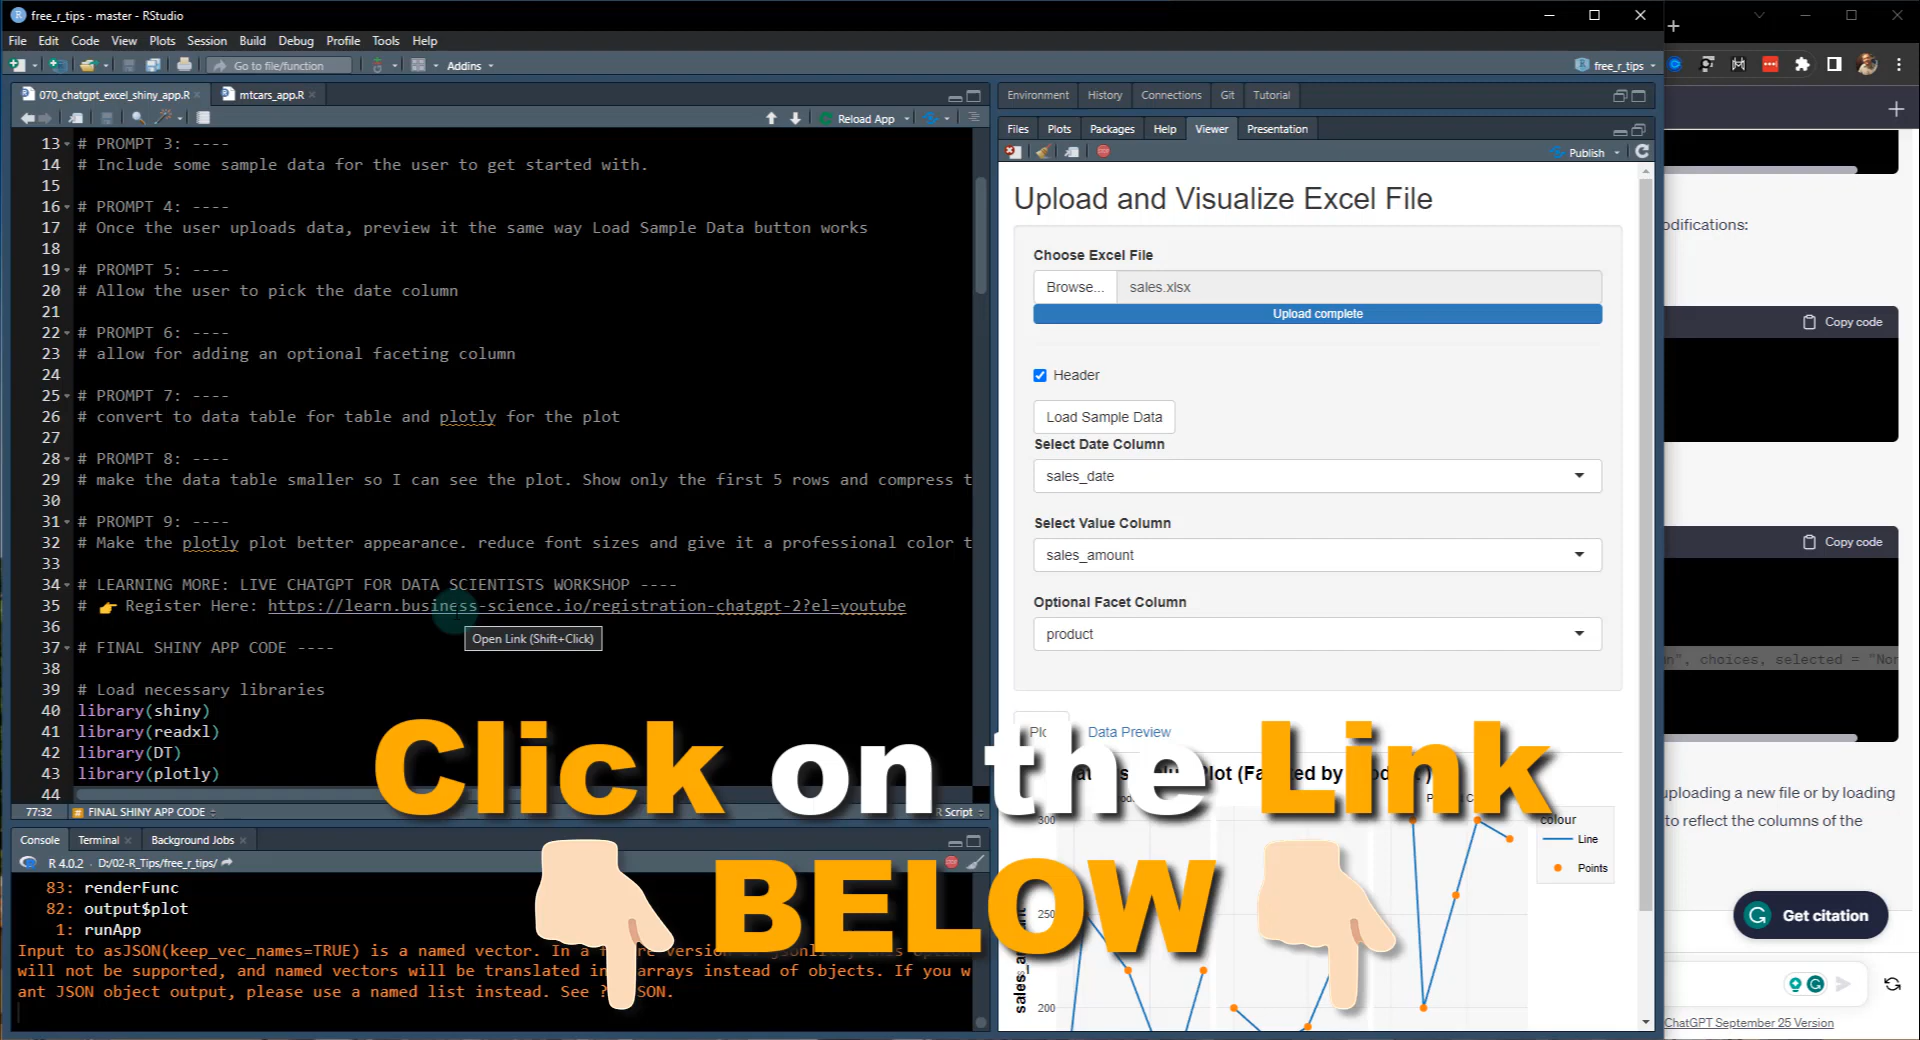 free_r_tips - master - RStudio
File Edit Code View Plots Session Build Debug Profile Tools Help
Go to file/function Addins free_r_tips
070_chatgpt_excel_shiny_app.R mtcars_app.R
Reload App
13 # PROMPT 3: ----
14 # Include some sample data for the user to get started with.
15
16 # PROMPT 4: ----
17 # Once the user uploads data, preview it the same way Load Sample Data button works
18
19 # PROMPT 5: ----
20 # Allow the user to pick the date column
21
22 # PROMPT 6: ----
23 # allow for adding an optional faceting column
24
25 # PROMPT 7: ----
26 # convert to data table for table and plotly for the plot
27
28 # PROMPT 8: ----
29 # make the data table smaller so I can see the plot. Show only the first 5 rows and compress t
30
31 # PROMPT 9: ----
32 # Make the plotly plot better appearance. reduce font sizes and give it a professional color t
33
34 # LEARNING MORE: LIVE CHATGPT FOR DATA SCIENTISTS WORKSHOP ----
35 # 👉 Register Here: https://learn.business-science.io/registration-chatgpt-2?el=youtube
36
Open Link (Shift+Click)
37 # FINAL SHINY APP CODE ----
38
39 # Load necessary libraries
40 library(shiny)
41 library(readxl)
42 library(DT)
43 library(plotly)
44
77:32 FINAL SHINY APP CODE R Script
Console Terminal Background Jobs
R 4.0.2 · D:/02-R_Tips/free_r_tips/
83: renderFunc
82: output$plot
1: runApp
Input to asJSON(keep_vec_names=TRUE) is a named vector. In a
will not be supported, and named vectors will be translated in arrays instead of objects. If you w
ant JSON object output, please use a named list instead. See ? SON.
Environment History Connections Git Tutorial
Files Plots Packages Help Viewer Presentation
Publish
Upload and Visualize Excel File
Choose Excel File
Browse... sales.xlsx
Upload complete
Header
Load Sample Data
Select Date Column
sales_date
Select Value Column
sales_amount
Optional Facet Column
product
Data Preview
colour
Line
Points
300
250
200
Click on the Link
BELOW
odifications:
Copy code
Copy code
n", choices, selected = "Nor
uploading a new file or by loading
to reflect the columns of the
Get citation
ChatGPT September 25 Version